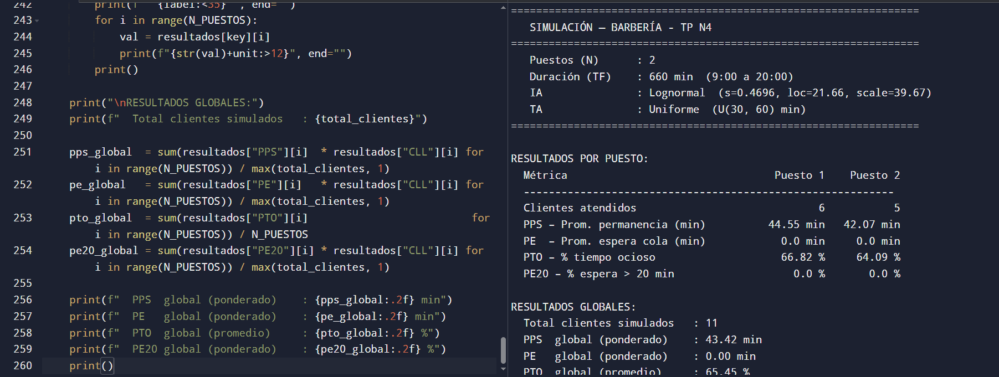 242 print(f" {label:<35} ", end=" ")
243 for i in range(N_PUESTOS):
244 val = resultados[key][i]
245 print(f"{str(val)+unit:>12}", end="")
246 print()
247
248 print("\nRESULTADOS GLOBALES:")
249 print(f"  Total clientes simulados   : {total_clientes}")
250
251 pps_global  = sum(resultados["PPS"][i]  * resultados["CLL"][i] for
i in range(N_PUESTOS)) / max(total_clientes, 1)
252 pe_global   = sum(resultados["PE"][i]   * resultados["CLL"][i] for
i in range(N_PUESTOS)) / max(total_clientes, 1)
253 pto_global  = sum(resultados["PTO"][i]                          for
i in range(N_PUESTOS)) / N_PUESTOS
254 pe20_global = sum(resultados["PE20"][i] * resultados["CLL"][i] for
i in range(N_PUESTOS)) / max(total_clientes, 1)
255
256 print(f"  PPS  global (ponderado)    : {pps_global:.2f} min")
257 print(f"  PE   global (ponderado)    : {pe_global:.2f} min")
258 print(f"  PTO  global (promedio)     : {pto_global:.2f} %")
259 print(f"  PE20 global (ponderado)    : {pe20_global:.2f} %")
260 print()
=================================================================
SIMULACIÓN – BARBERÍA - TP N4
=================================================================
Puestos (N)      : 2
Duración (TF)    : 660 min  (9:00 a 20:00)
IA               : Lognormal  (s=0.4696, loc=21.66, scale=39.67)
TA               : Uniforme  (U(30, 60) min)
=================================================================
RESULTADOS POR PUESTO:
Métrica                                 Puesto 1    Puesto 2
-----------------------------------------------------------
Clientes atendidos                             6           5
PPS – Prom. permanencia (min)          44.55 min   42.07 min
PE  – Prom. espera cola (min)            0.0 min     0.0 min
PTO – % tiempo ocioso                    66.82 %     64.09 %
PE20 – % espera > 20 min                   0.0 %       0.0 %
RESULTADOS GLOBALES:
Total clientes simulados   : 11
PPS  global (ponderado)    : 43.42 min
PE   global (ponderado)    : 0.00 min
PTO  global (promedio)     : 65.45 %